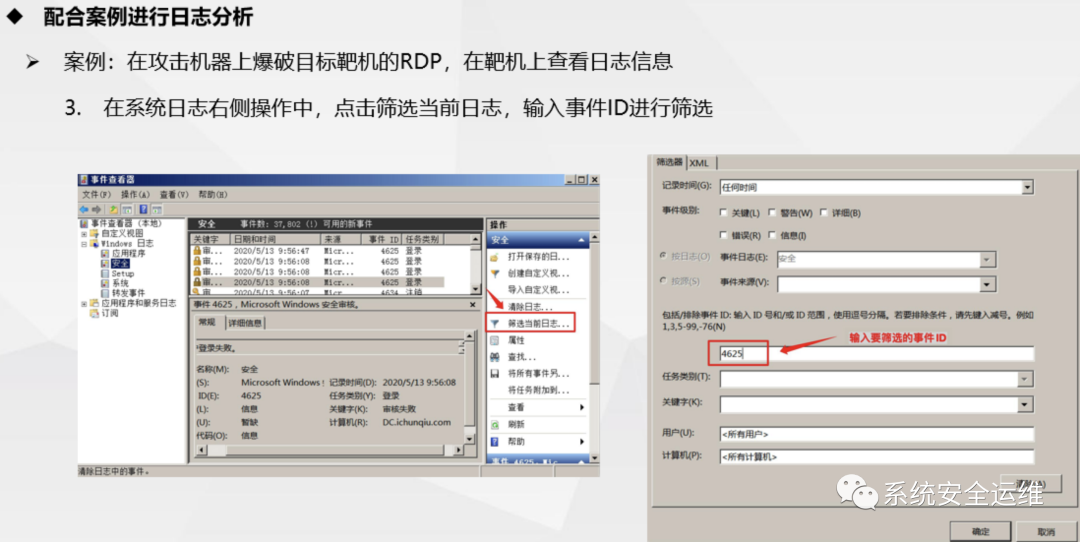 ◆ 配合案例进行日志分析
➢ 案例：在攻击机器上爆破目标靶机的RDP，在靶机上查看日志信息
3. 在系统日志右侧操作中，点击筛选当前日志，输入事件ID进行筛选
事件查看器
文件(F) 操作(A) 查看(V) 帮助(H)
事件查看器 (本地)
自定义视图
Windows 日志
应用程序
安全
Setup
系统
转发事件
应用程序和服务日志
订阅
安全 事件数: 37,802 (!) 可用的新事件
关键字 日期和时间 来源 事件 ID 任务类别
审... 2020/5/13 9:56:47 Micr... 4625 登录
审... 2020/5/13 9:56:08 Micr... 4625 登录
审... 2020/5/13 9:56:08 Micr... 4625 登录
审... 2020/5/13 9:56:08 Micr... 4625 登录
审... 2020/5/13 9:56:07 Micr... 4634 注销
事件 4625，Microsoft Windows 安全审核。
常规 详细信息
登录失败。
名称(M): 安全
(S): Microsoft Windows 记录时间(D): 2020/5/13 9:56:08
ID(E): 4625 任务类别(Y): 登录
(L): 信息 关键字(K): 审核失败
(U): 暂缺 计算机(R): DC.ichunqiu.com
代码(O): 信息
清除日志中的事件。
操作
安全
打开保存的日...
创建自定义视...
导入自定义视...
清除日志...
筛选当前日志...
属性
查找...
将所有事件另...
将任务附加到...
查看
刷新
帮助
事件 4625，Mic...
筛选器 XML
记录时间(G): 任何时间
事件级别: 关键(L) 警告(W) 详细(B)
错误(R) 信息(I)
按日志(O) 事件日志(E): 安全
按源(S) 事件来源(V):
包括/排除事件 ID: 输入 ID 号和/或 ID 范围，使用逗号分隔。若要排除条件，请先键入减号。例如
1,3,5-99,-76(N)
输入要筛选的事件ID
4625
任务类别(T):
关键字(K):
用户(U): <所有用户>
计算机(P): <所有计算机>
系统安全运维
确定 取消